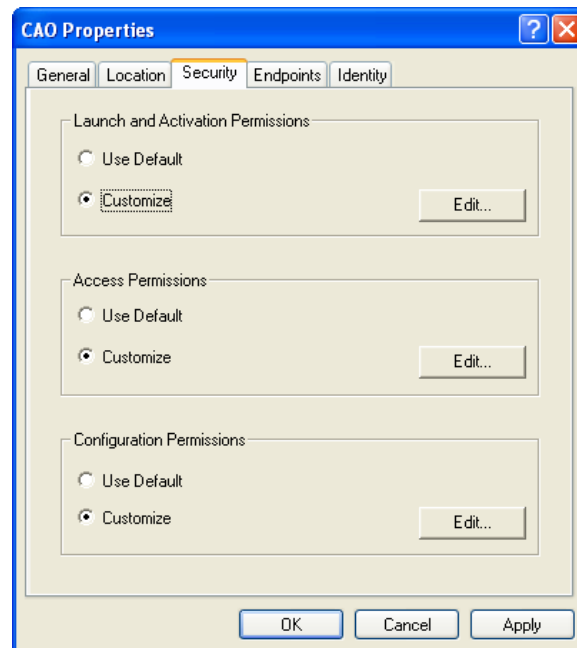 CAO Properties
General Location Security Endpoints Identity
Launch and Activation Permissions
Use Default
Customize
Edit...
Access Permissions
Use Default
Customize
Edit...
Configuration Permissions
Use Default
Customize
Edit...
OK Cancel Apply